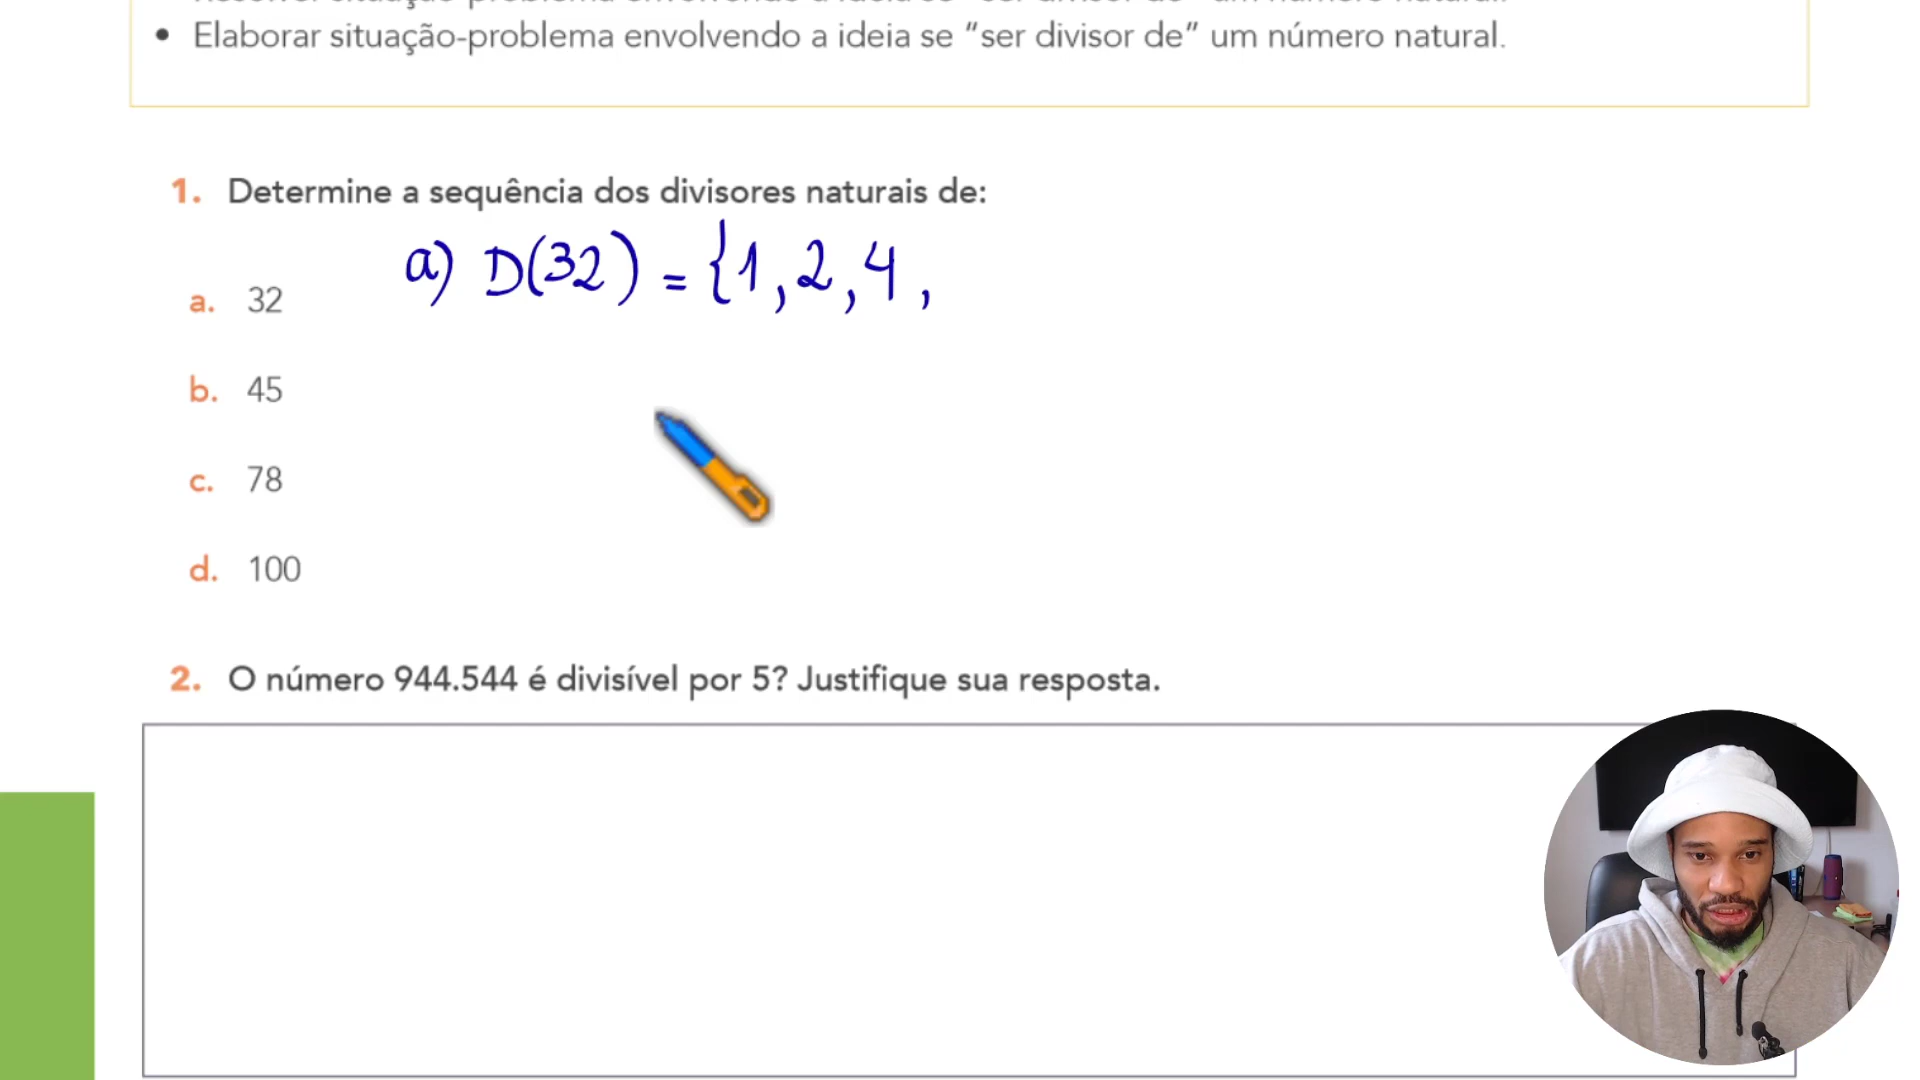 • Elaborar situação-problema envolvendo a ideia se “ser divisor de” um número natural.
1. Determine a sequência dos divisores naturais de:
a) D(32) = {1, 2, 4,
a. 32
b. 45
c. 78
d. 100
2. O número 944.544 é divisível por 5? Justifique sua resposta.